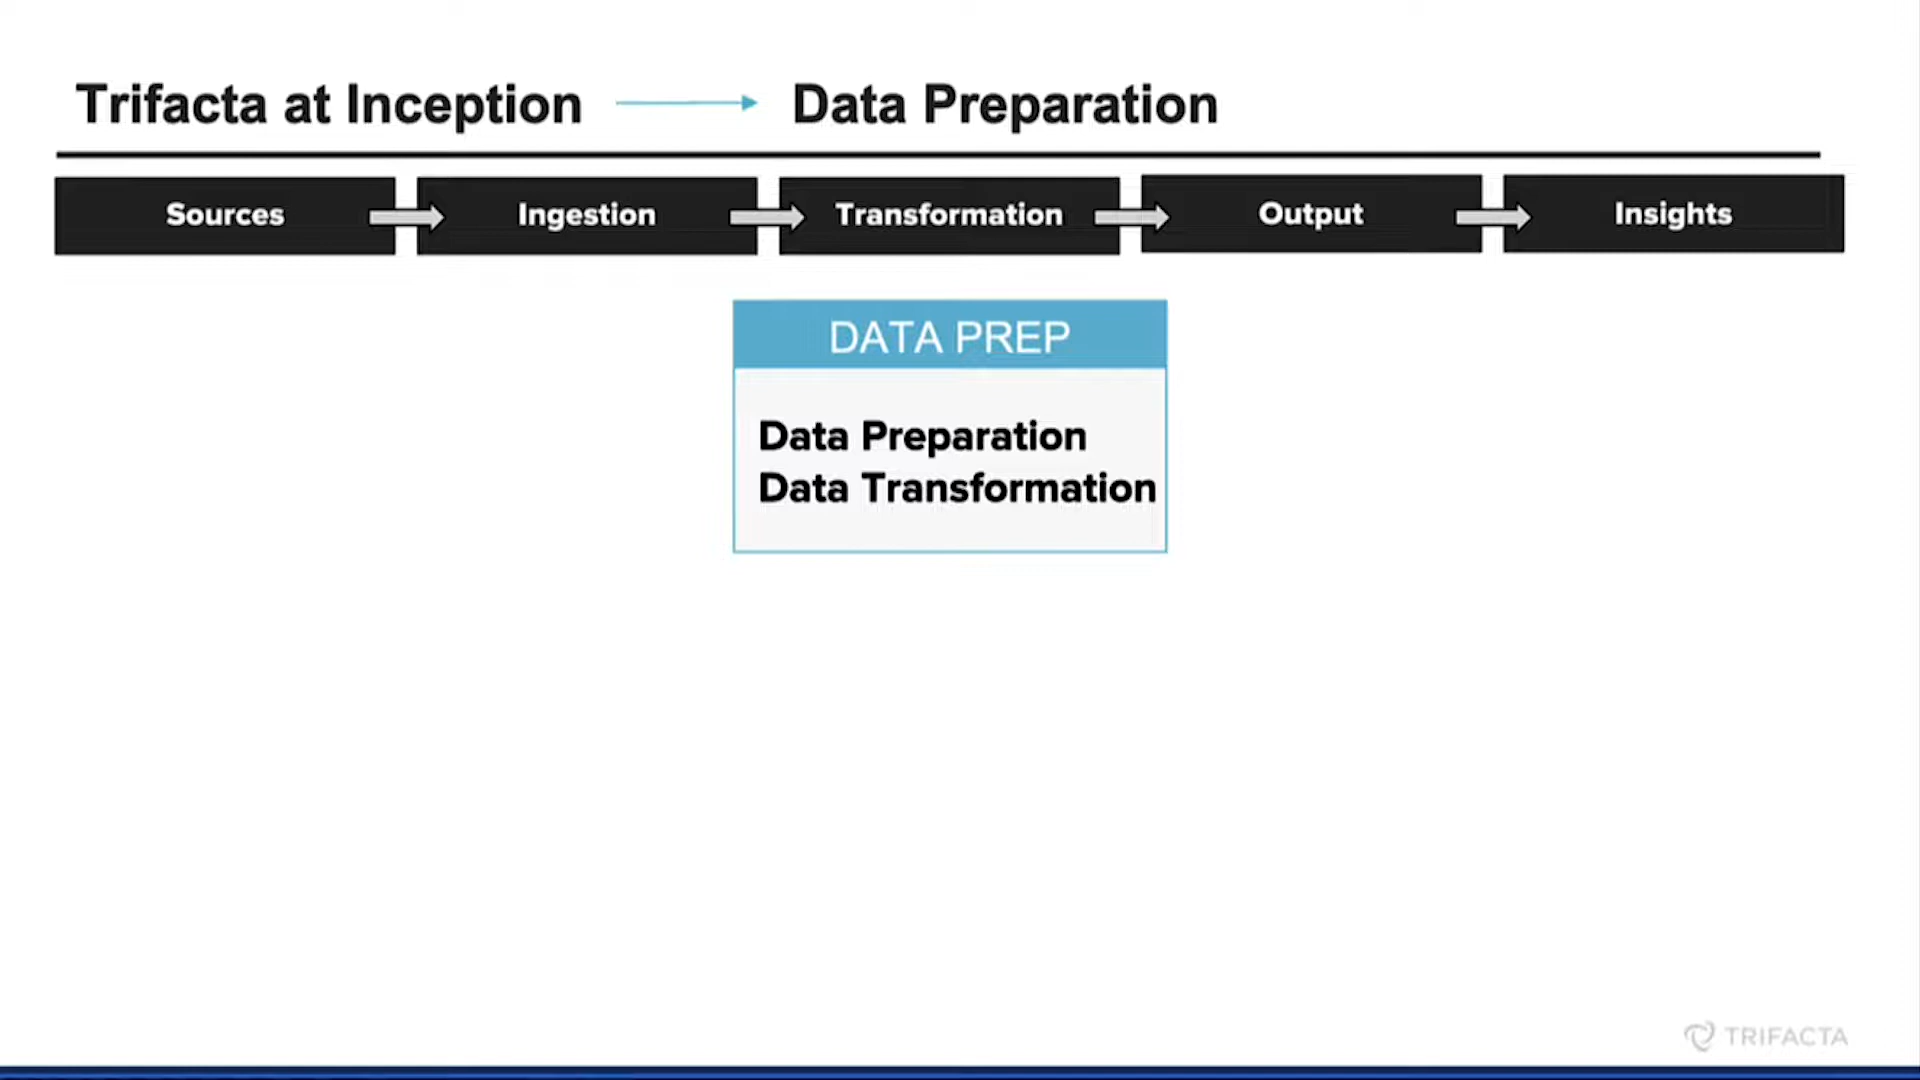 Trifacta at Inception Data Preparation
Sources Ingestion Transformation Output Insights
DATA PREP
Data Preparation
Data Transformation
TRIFACTA